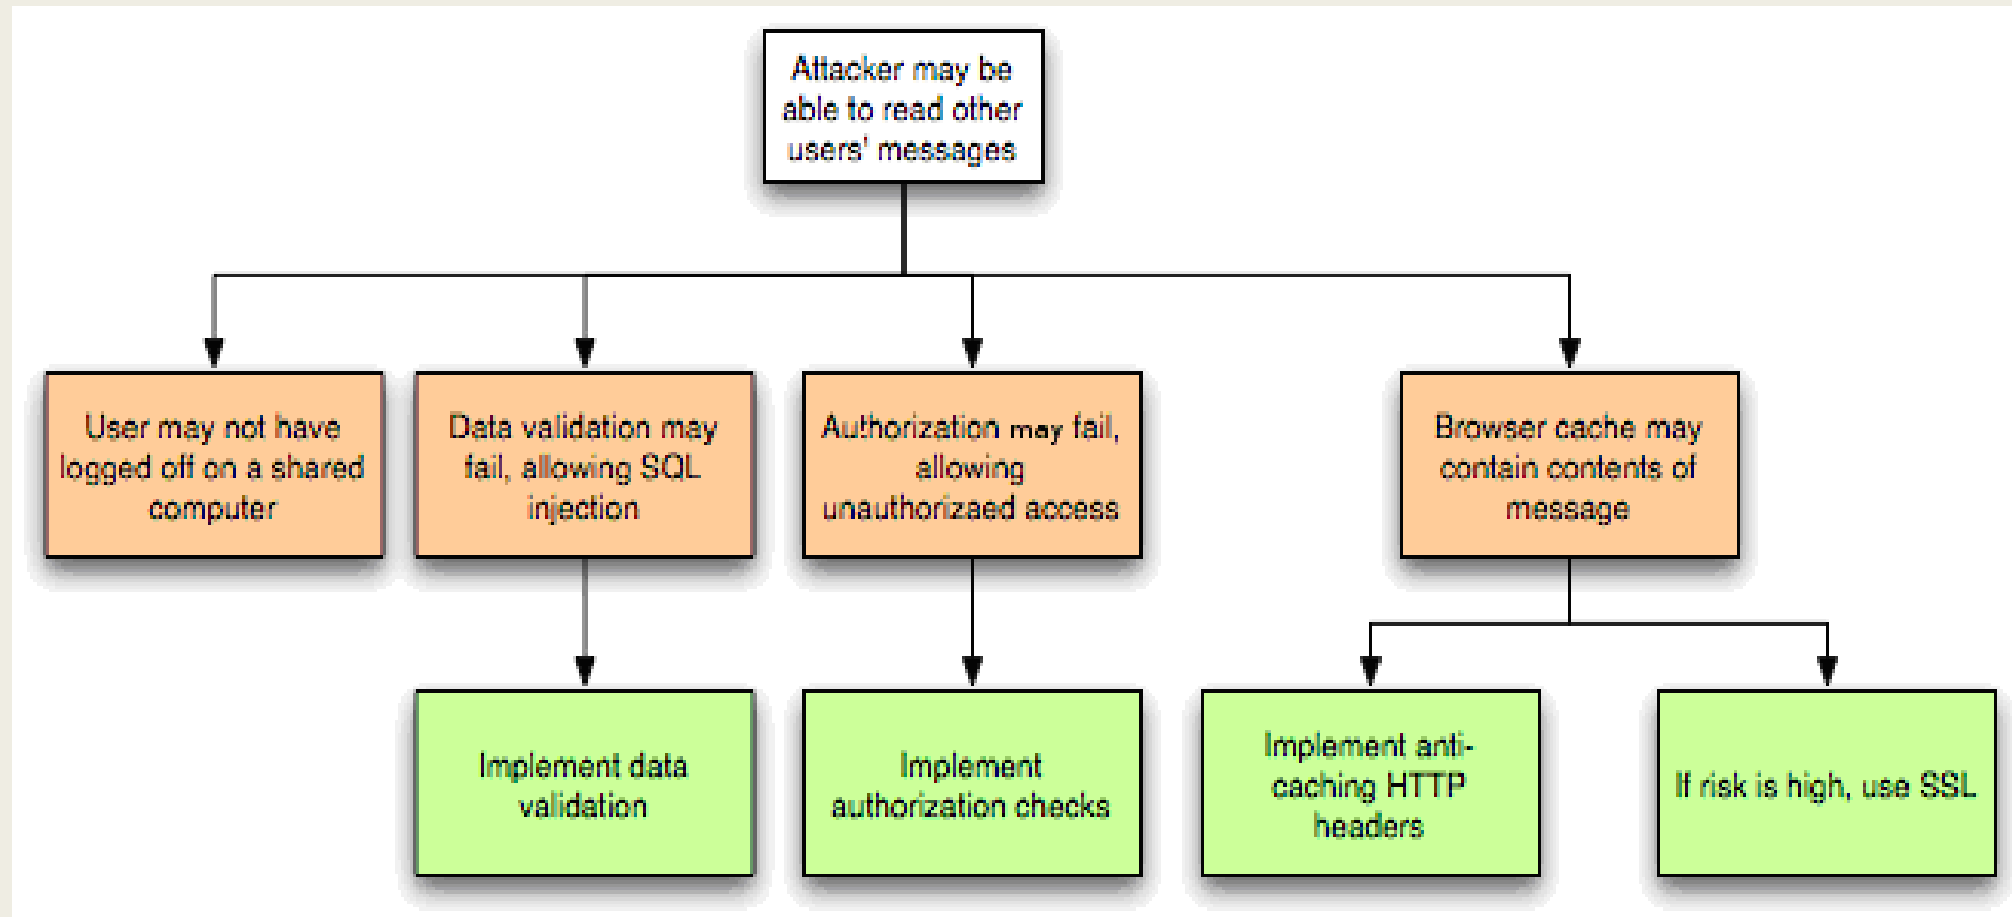 Attacker may be
able to read other
users' messages
User may not have
logged off on a shared
computer
Data validation may
fail, allowing SQL
injection
Authorization may fail,
allowing
unauthorizaed access
Browser cache may
contain contents of
message
Implement data
validation
Implement
authorization checks
Implement anti-
caching HTTP
headers
If risk is high, use SSL